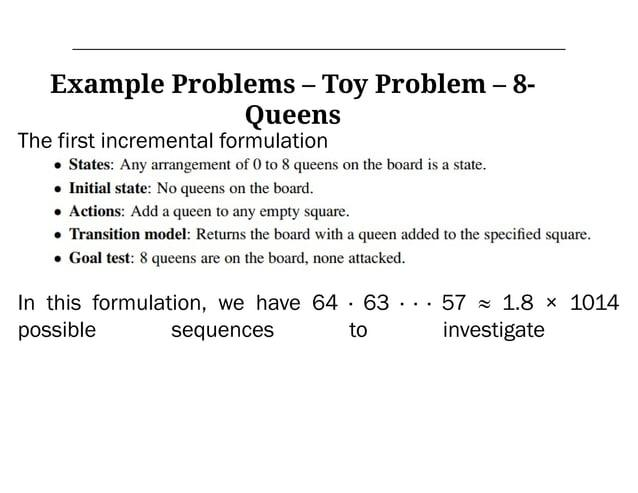 Example Problems – Toy Problem – 8-
Queens
The first incremental formulation
• States: Any arrangement of 0 to 8 queens on the board is a state.
• Initial state: No queens on the board.
• Actions: Add a queen to any empty square.
• Transition model: Returns the board with a queen added to the specified square.
• Goal test: 8 queens are on the board, none attacked.
In this formulation, we have 64 · 63 · · · 57 ≈ 1.8 × 1014
possible sequences to investigate